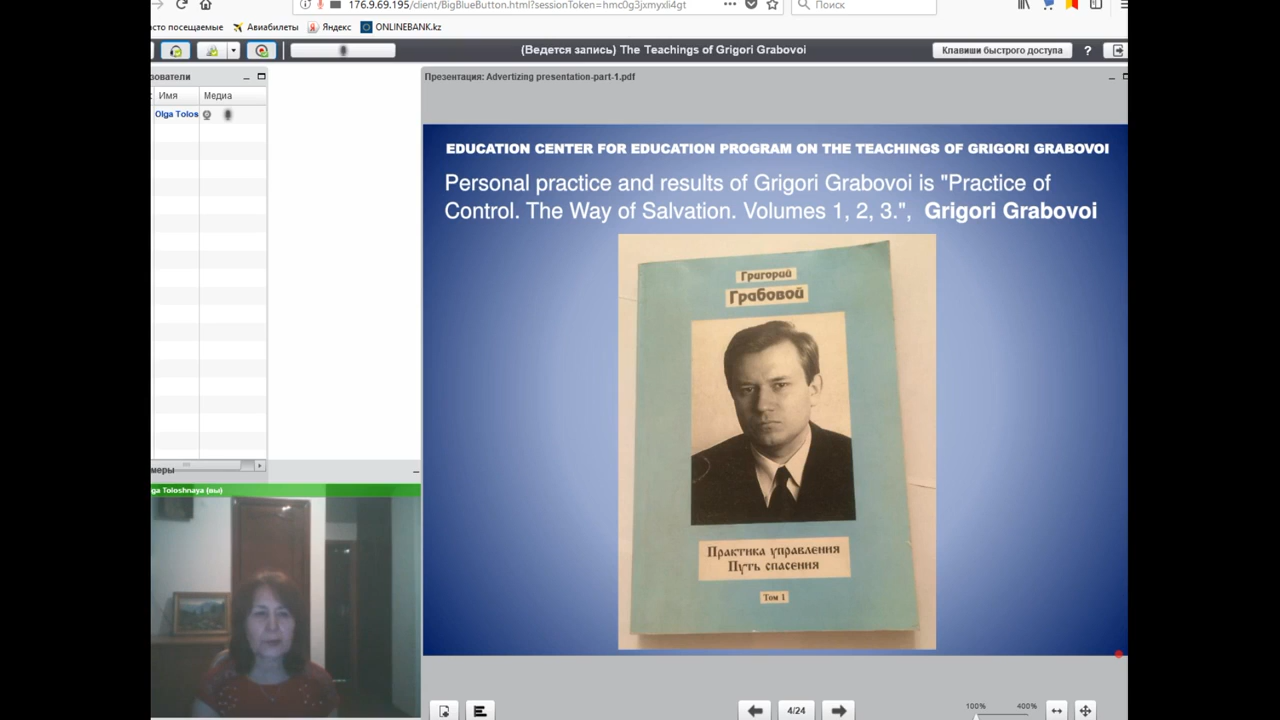 176.9.69.195/client/BigBlueButton.html?sessionToken=hmc0g3jxmyxli4gt
Поиск
сто посещаемые
Авиабилеты
Яндекс
ONLINEBANK.kz
(Ведется запись) The Teachings of Grigori Grabovoi
Клавиши быстрого доступа
?
зователи
Имя
Медиа
Olga Tolos
Презентация: Advertizing presentation-part-1.pdf
EDUCATION CENTER FOR EDUCATION PROGRAM ON THE TEACHINGS OF GRIGORI GRABOVOI
Personal practice and results of Grigori Grabovoi is "Practice of
Control. The Way of Salvation. Volumes 1, 2, 3.", Grigori Grabovoi
Григорий
Грабовой
Практика управления
Путь спасения
Том 1
меры
ga Toloshnaya (вы)
4/24
100%
400%